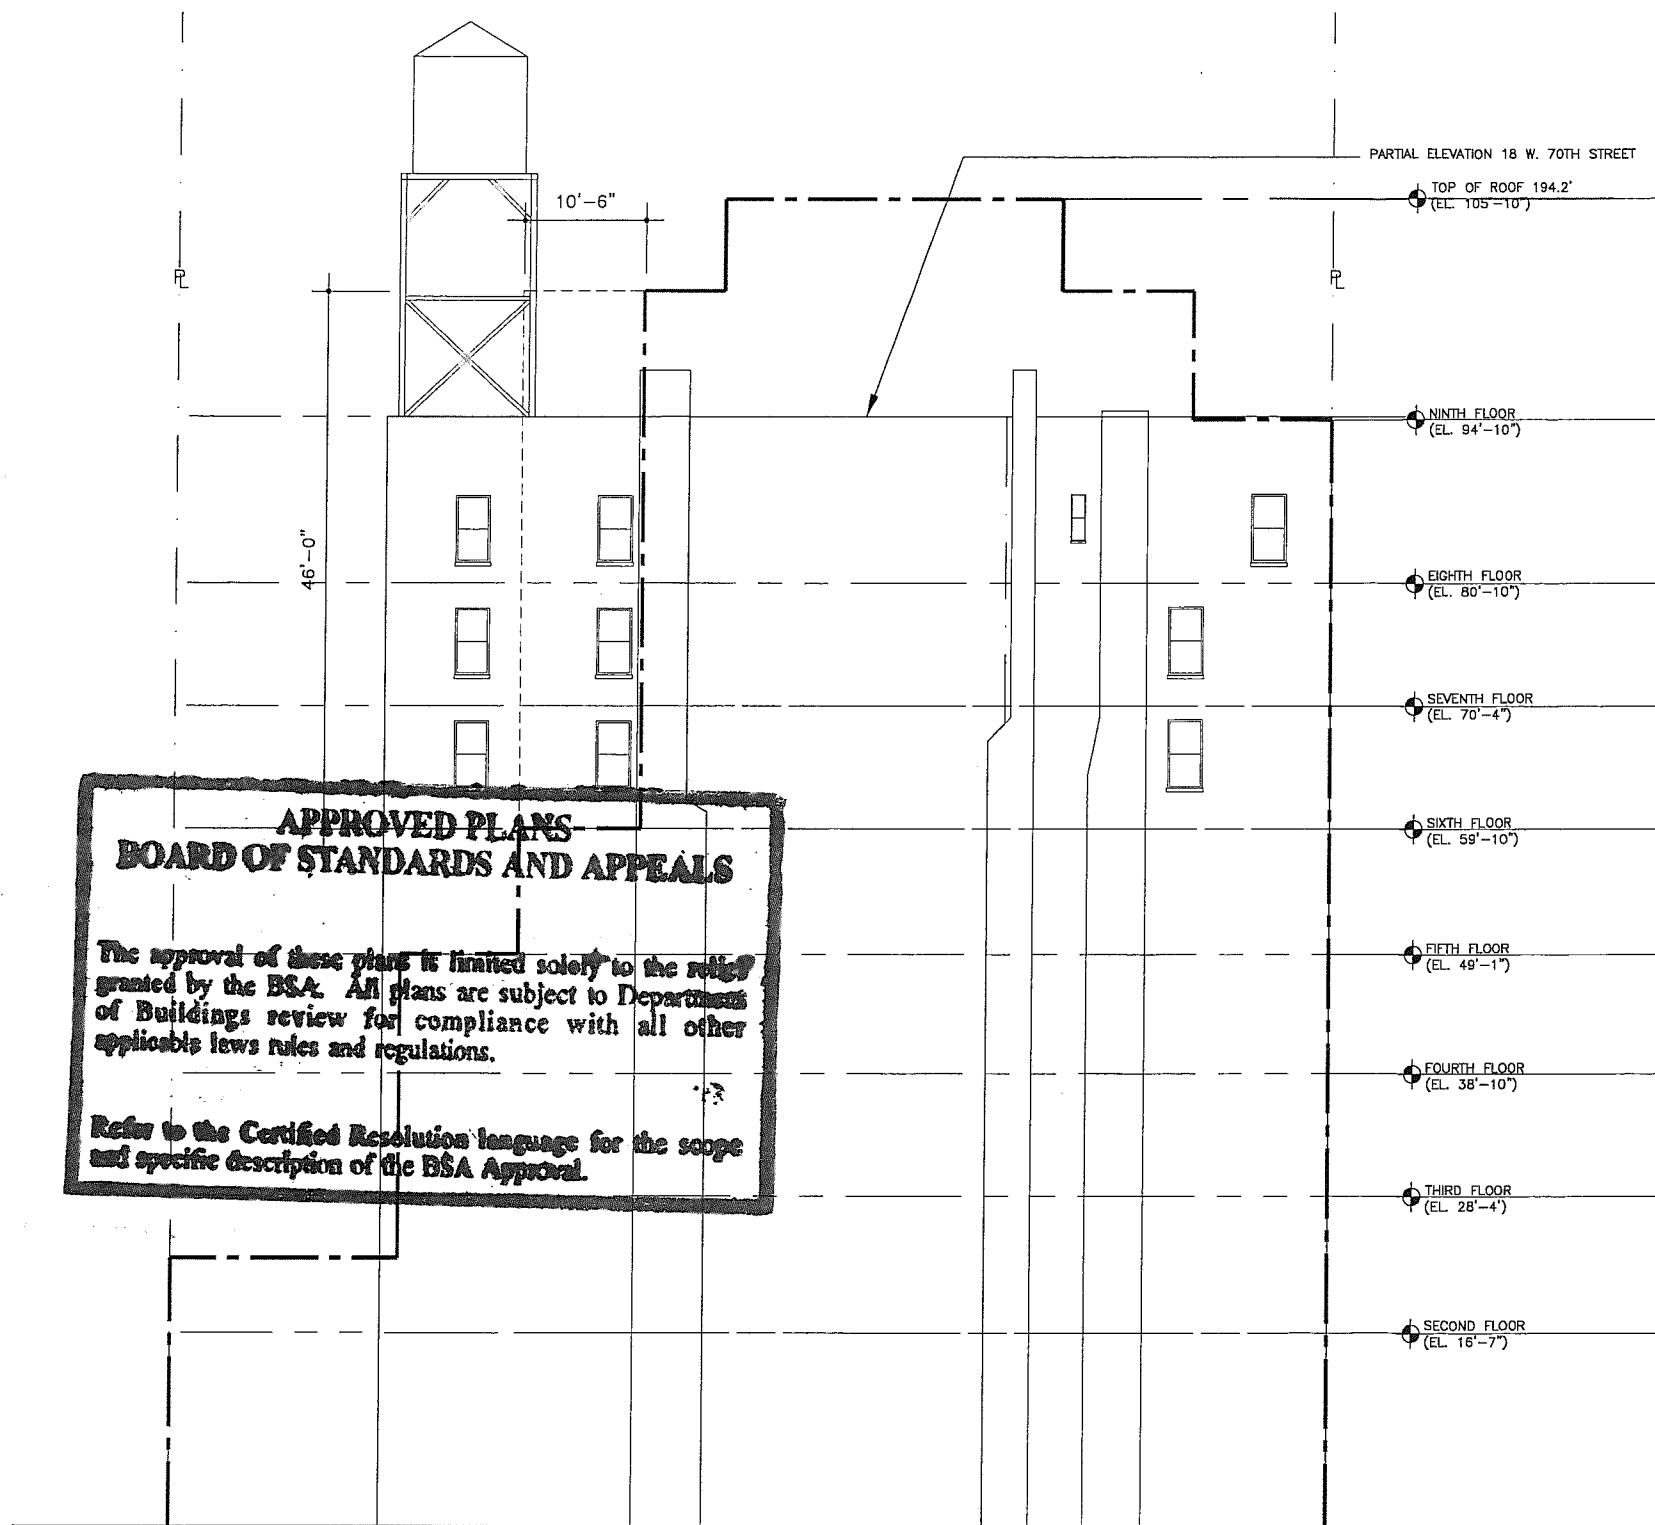 PARTIAL ELEVATION 18 W. 70TH STREET
TOP OF ROOF 194.2'
(EL. 105'-10")
10'-6"
PL
PL
NINTH FLOOR
(EL. 94'-10")
46'-0"
EIGHTH FLOOR
(EL. 80'-10")
SEVENTH FLOOR
(EL. 70'-4")
SIXTH FLOOR
(EL. 59'-10")
APPROVED PLANS
BOARD OF STANDARDS AND APPEALS
The approval of these plans is limited solely to the relief
granted by the BSA. All plans are subject to Department
of Buildings review for compliance with all other
applicable laws rules and regulations.
Refer to the Certified Resolution language for the scope
and specific description of the BSA Approval.
FIFTH FLOOR
(EL. 49'-1")
FOURTH FLOOR
(EL. 38'-10")
THIRD FLOOR
(EL. 28'-4')
SECOND FLOOR
(EL. 16'-7")